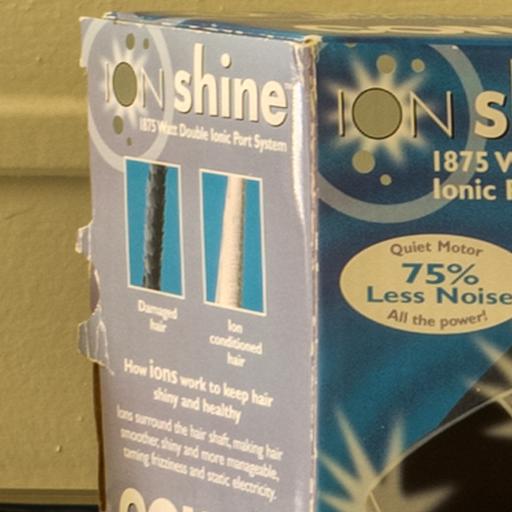 ION shine
1875 Watt Double Ionic Port System
Damaged
hair
Ion
conditioned
hair
How ions work to keep hair
shiny and healthy
Ions surround the hair shaft, making hair
smoother, shiny and more manageable,
taming frizziness and static electricity.
ION
1875
Ionic
Quiet Motor
75%
Less Noise
All the power!